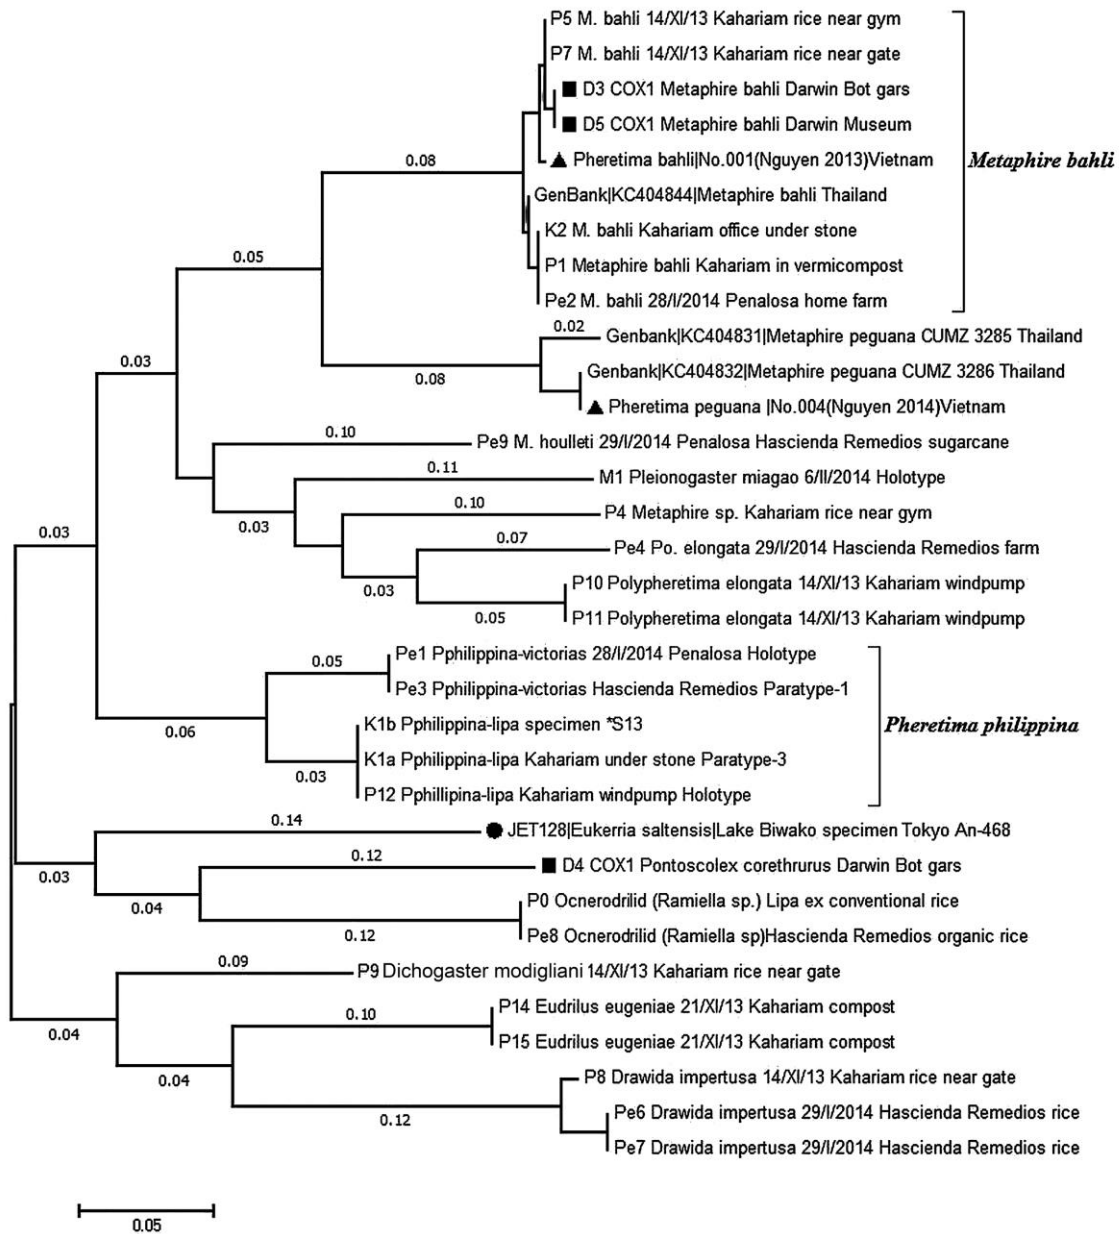 P5 M. bahli 14/XI/13 Kahariam rice near gym
P7 M. bahli 14/XI/13 Kahariam rice near gate
D3 COX1 Metaphire bahli Darwin Bot gars
D5 COX1 Metaphire bahli Darwin Museum
0.08
Pheretima bahli|No.001(Nguyen 2013)Vietnam
Metaphire bahli
GenBank|KC404844|Metaphire bahli Thailand
K2 M. bahli Kahariam office under stone
0.05
P1 Metaphire bahli Kahariam in vermicompost
Pe2 M. bahli 28/I/2014 Penalosa home farm
0.02
Genbank|KC404831|Metaphire peguana CUMZ 3285 Thailand
0.03
Genbank|KC404832|Metaphire peguana CUMZ 3286 Thailand
0.08
Pheretima peguana |No.004(Nguyen 2014)Vietnam
0.10
Pe9 M. houlleti 29/I/2014 Penalosa Hascienda Remedios sugarcane
0.11
M1 Pleionogaster miagao 6/II/2014 Holotype
0.10
P4 Metaphire sp. Kahariam rice near gym
0.03
0.03
0.07
Pe4 Po. elongata 29/I/2014 Hascienda Remedios farm
0.03
P10 Polypheretima elongata 14/XI/13 Kahariam windpump
0.05
P11 Polypheretima elongata 14/XI/13 Kahariam windpump
0.05
Pe1 Pphilippina-victorias 28/I/2014 Penalosa Holotype
Pe3 Pphilippina-victorias Hascienda Remedios Paratype-1
0.06
K1b Pphilippina-lipa specimen *S13
Pheretima philippina
K1a Pphilippina-lipa Kahariam under stone Paratype-3
0.03
P12 Pphillipina-lipa Kahariam windpump Holotype
0.14
JET128|Eukerria saltensis|Lake Biwako specimen Tokyo An-468
0.12
D4 COX1 Pontoscolex corethrurus Darwin Bot gars
0.03
0.04
P0 Ocnerodrilid (Ramiella sp.) Lipa ex conventional rice
0.12
Pe8 Ocnerodrilid (Ramiella sp)Hascienda Remedios organic rice
0.09
P9 Dichogaster modigliani 14/XI/13 Kahariam rice near gate
0.10
P14 Eudrilus eugeniae 21/XI/13 Kahariam compost
0.04
P15 Eudrilus eugeniae 21/XI/13 Kahariam compost
0.04
P8 Drawida impertusa 14/XI/13 Kahariam rice near gate
0.12
Pe6 Drawida impertusa 29/I/2014 Hascienda Remedios rice
Pe7 Drawida impertusa 29/I/2014 Hascienda Remedios rice
0.05